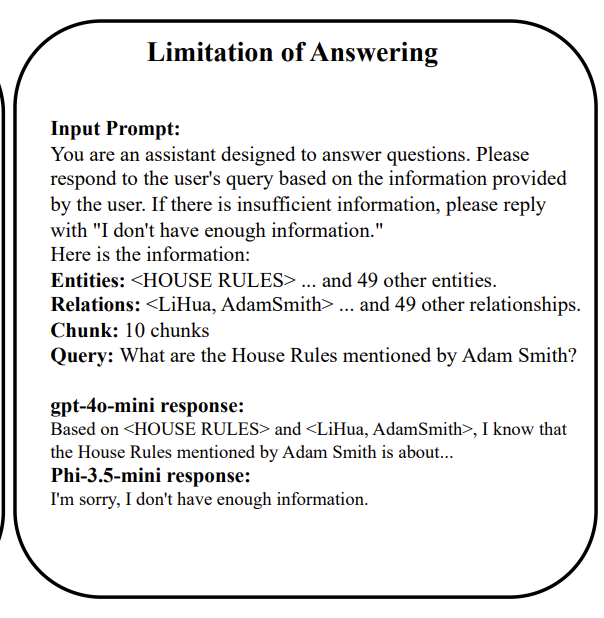 Limitation of Answering
Input Prompt:
You are an assistant designed to answer questions. Please
respond to the user's query based on the information provided
by the user. If there is insufficient information, please reply
with "I don't have enough information."
Here is the information:
Entities: <HOUSE RULES> ... and 49 other entities.
Relations: <LiHua, AdamSmith> ... and 49 other relationships.
Chunk: 10 chunks
Query: What are the House Rules mentioned by Adam Smith?
gpt-4o-mini response:
Based on <HOUSE RULES> and <LiHua, AdamSmith>, I know that
the House Rules mentioned by Adam Smith is about...
Phi-3.5-mini response:
I'm sorry, I don't have enough information.